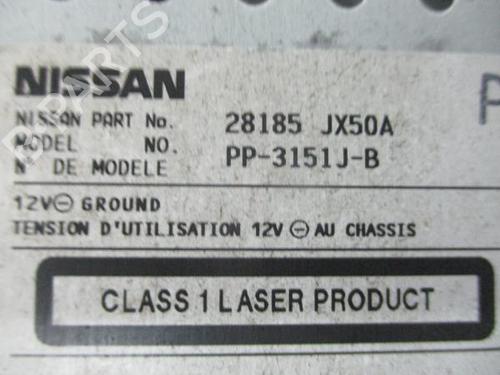 NISSAN
NISSAN PART No. 28185 JX50A
MODEL NO. PP-3151J-B
N° DE MODELE
12V⊖ GROUND
TENSION D'UTILISATION 12V ⊖ AU CHASSIS
CLASS 1 LASER PRODUCT